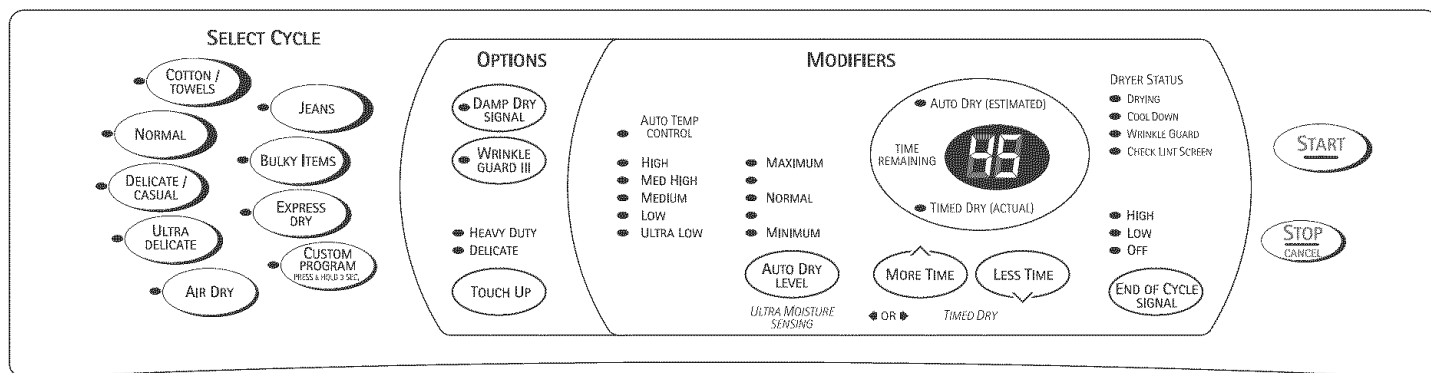 SELECT CYCLE
COTTON /
TOWELS
JEANS
NORMAL
BULKY ITEMS
DELICATE /
CASUAL
EXPRESS
DRY
ULTRA
DELICATE
CUSTOM
PROGRAM
PRESS & HOLD 3 SEC.
AIR DRY
OPTIONS
DAMP DRY
SIGNAL
WRINKLE
GUARD III
HEAVY DUTY
DELICATE
TOUCH UP
MODIFIERS
AUTO TEMP
CONTROL
HIGH
MED HIGH
MEDIUM
LOW
ULTRA LOW
MAXIMUM
NORMAL
MINIMUM
AUTO DRY
LEVEL
ULTRA MOISTURE
SENSING
OR
TIMED DRY
AUTO DRY (ESTIMATED)
TIME
REMAINING
45
TIMED DRY (ACTUAL)
MORE TIME
LESS TIME
DRYER STATUS
DRYING
COOL DOWN
WRINKLE GUARD
CHECK LINT SCREEN
HIGH
LOW
OFF
END OF CYCLE
SIGNAL
START
STOP
CANCEL